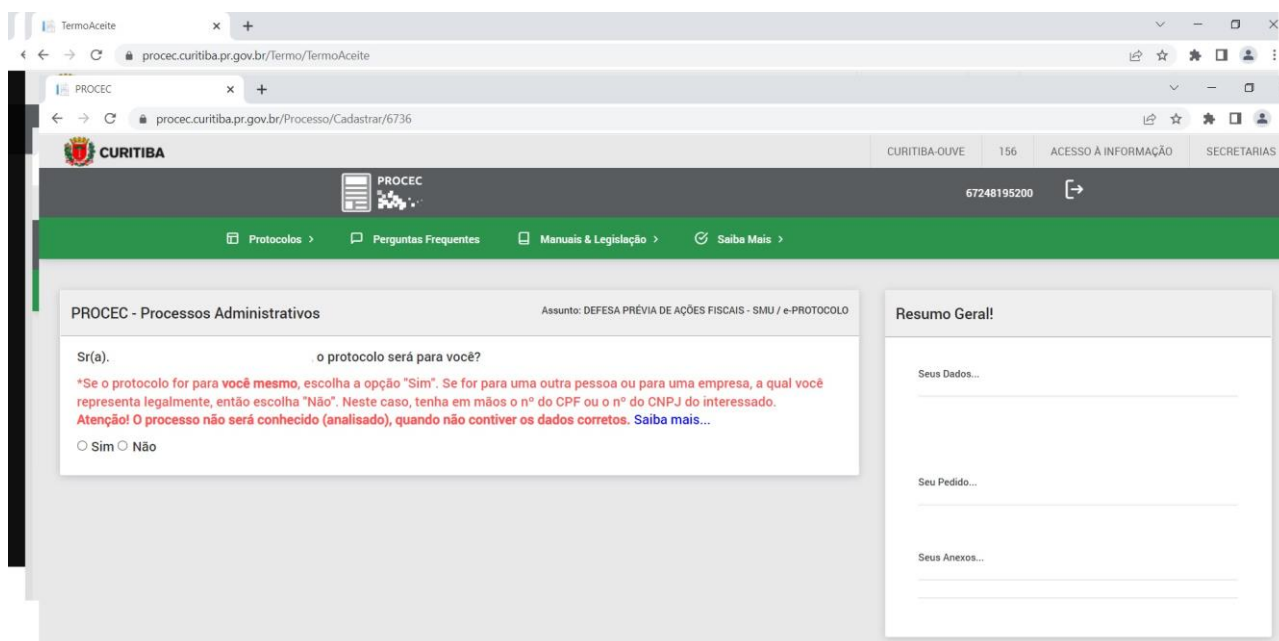 TermoAceite
procec.curitiba.pr.gov.br/Termo/TermoAceite
PROCEC
procec.curitiba.pr.gov.br/Processo/Cadastrar/6736
CURITIBA
CURITIBA-OUVE 156 ACESSO À INFORMAÇÃO SECRETARIAS
PROCEC
67248195200
Protocolos > Perguntas Frequentes Manuais & Legislação > Saiba Mais >
PROCEC - Processos Administrativos
Assunto: DEFESA PRÉVIA DE AÇÕES FISCAIS - SMU / e-PROTOCOLO
Sr(a). o protocolo será para você?
*Se o protocolo for para você mesmo, escolha a opção "Sim". Se for para uma outra pessoa ou para uma empresa, a qual você
representa legalmente, então escolha "Não". Neste caso, tenha em mãos o nº do CPF ou o nº do CNPJ do interessado.
Atenção! O processo não será conhecido (analisado), quando não contiver os dados corretos. Saiba mais...
Sim Não
Resumo Geral!
Seus Dados...
Seu Pedido...
Seus Anexos...